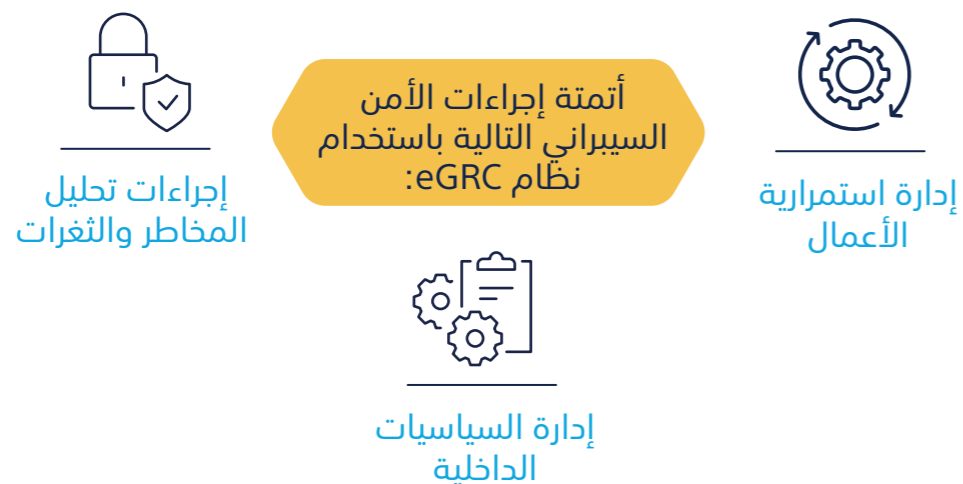 أتمتة إجراءات الأمن
السيبراني التالية باستخدام
نظام eGRC:
إدارة استمرارية
الأعمال
إجراءات تحليل
المخاطر والثغرات
إدارة السياسيات
الداخلية